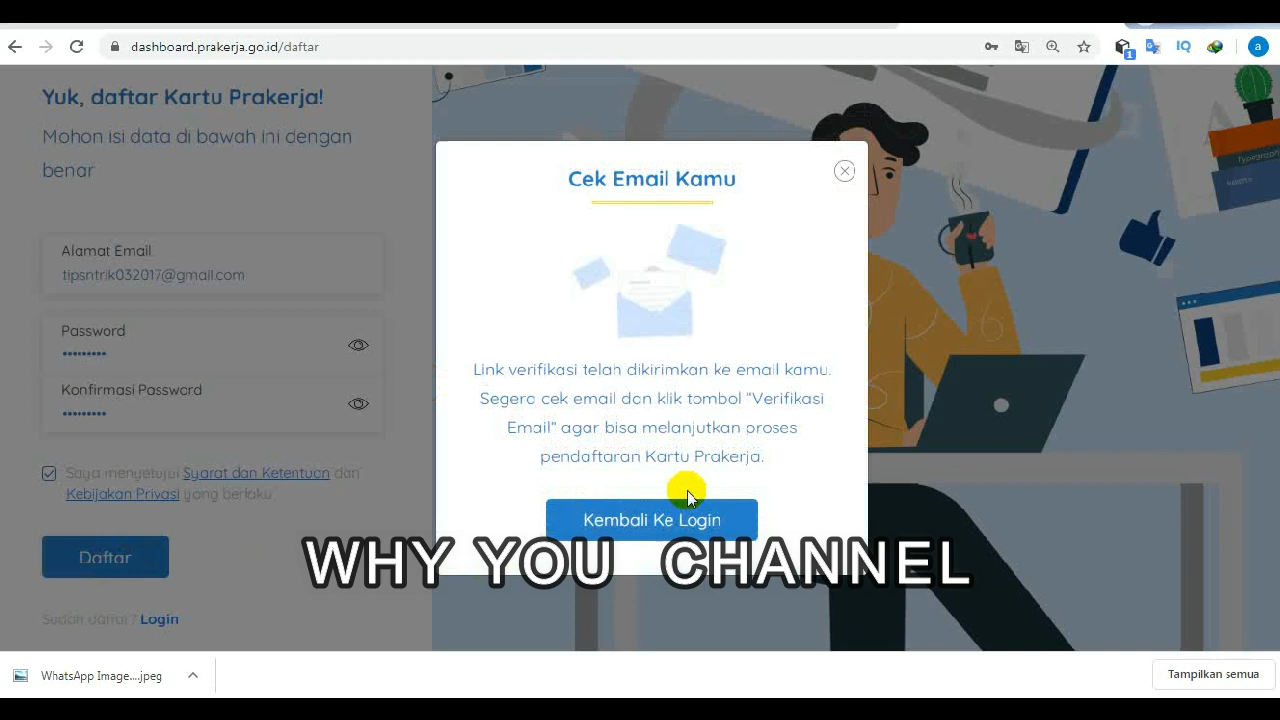 dashboard.prakerja.go.id/daftar
1
IQ
a
Yuk, daftar Kartu Prakerja!
Mohon isi data di bawah ini dengan
benar
Alamat Email
tipsntrik032017@gmail.com
Password
•••••••••
Konfirmasi Password
•••••••••
Saya menyetujui Syarat dan Ketentuan dan
Kebijakan Privasi yang berlaku
Daftar
Sudah daftar? Login
Cek Email Kamu
Link verifikasi telah dikirimkan ke email kamu.
Segera cek email dan klik tombol "Verifikasi
Email" agar bisa melanjutkan proses
pendaftaran Kartu Prakerja.
Kembali Ke Login
WHY YOU CHANNEL
WhatsApp Image....jpeg
Tampilkan semua